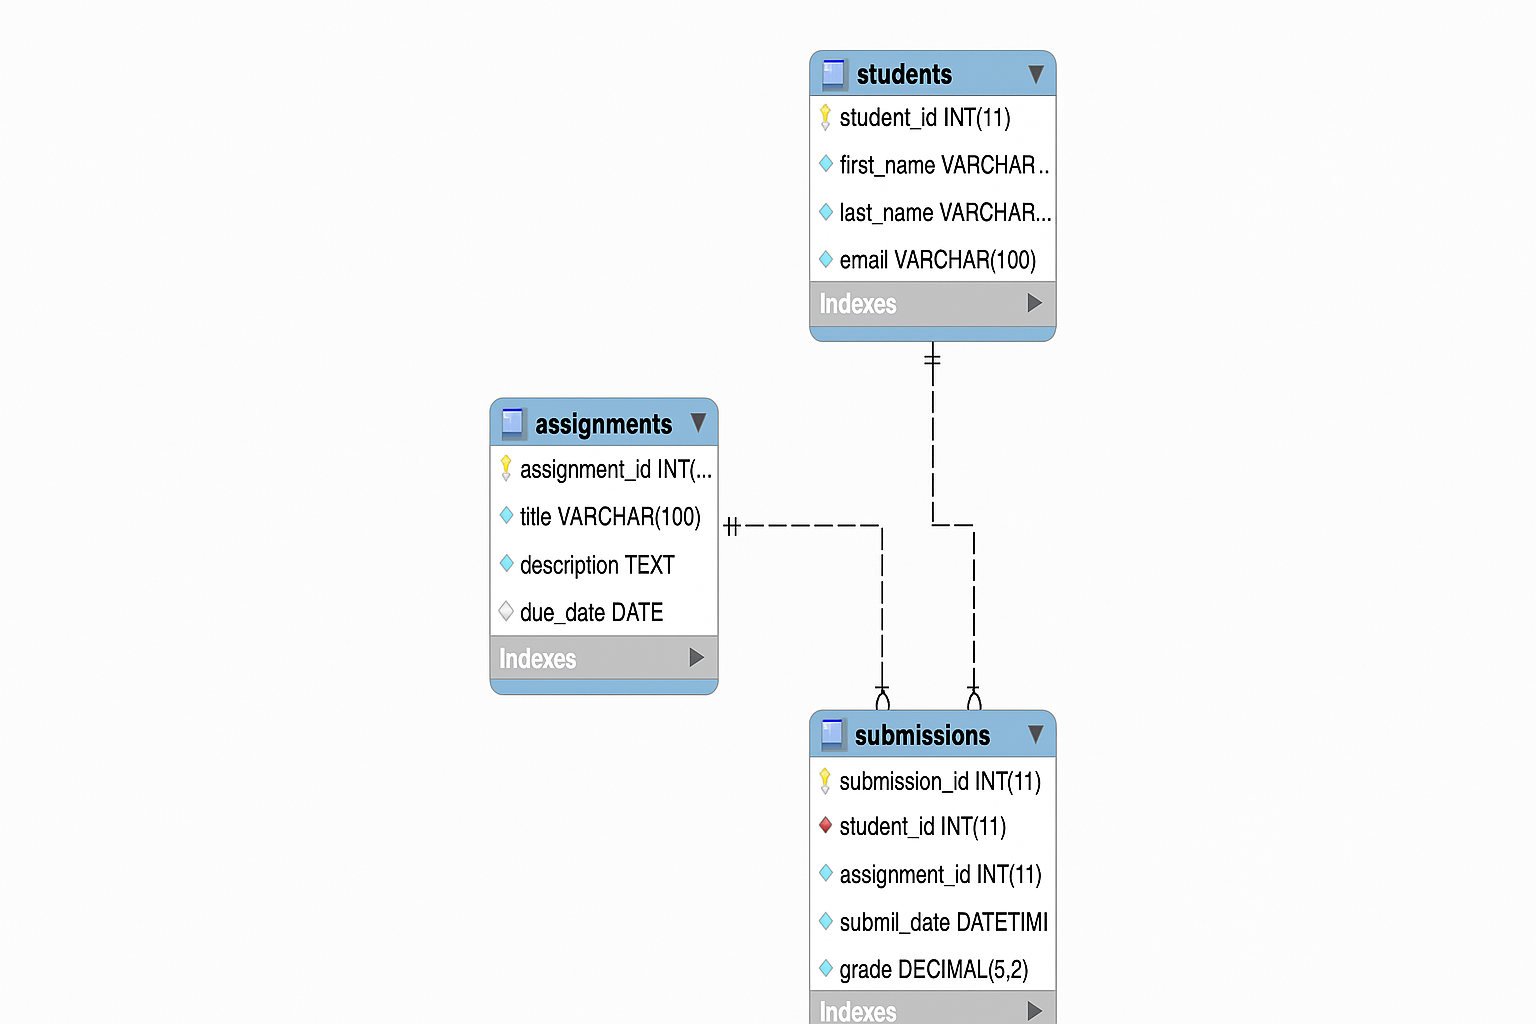 students
student_id INT(11)
first_name VARCHAR..
last_name VARCHAR...
email VARCHAR(100)
Indexes
assignments
assignment_id INT(...
title VARCHAR(100)
description TEXT
due_date DATE
Indexes
submissions
submission_id INT(11)
student_id INT(11)
assignment_id INT(11)
submil_date DATETIMI
grade DECIMAL(5,2)
Indexes